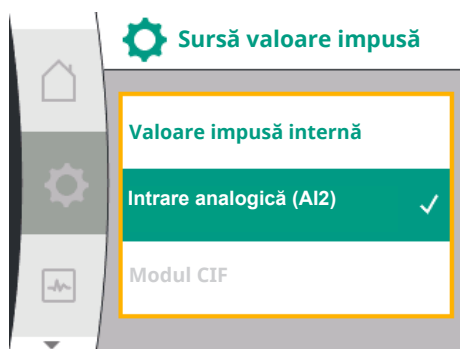 Sursă valoare impusă
Valoare impusă internă
Intrare analogică (AI2)
Modul CIF